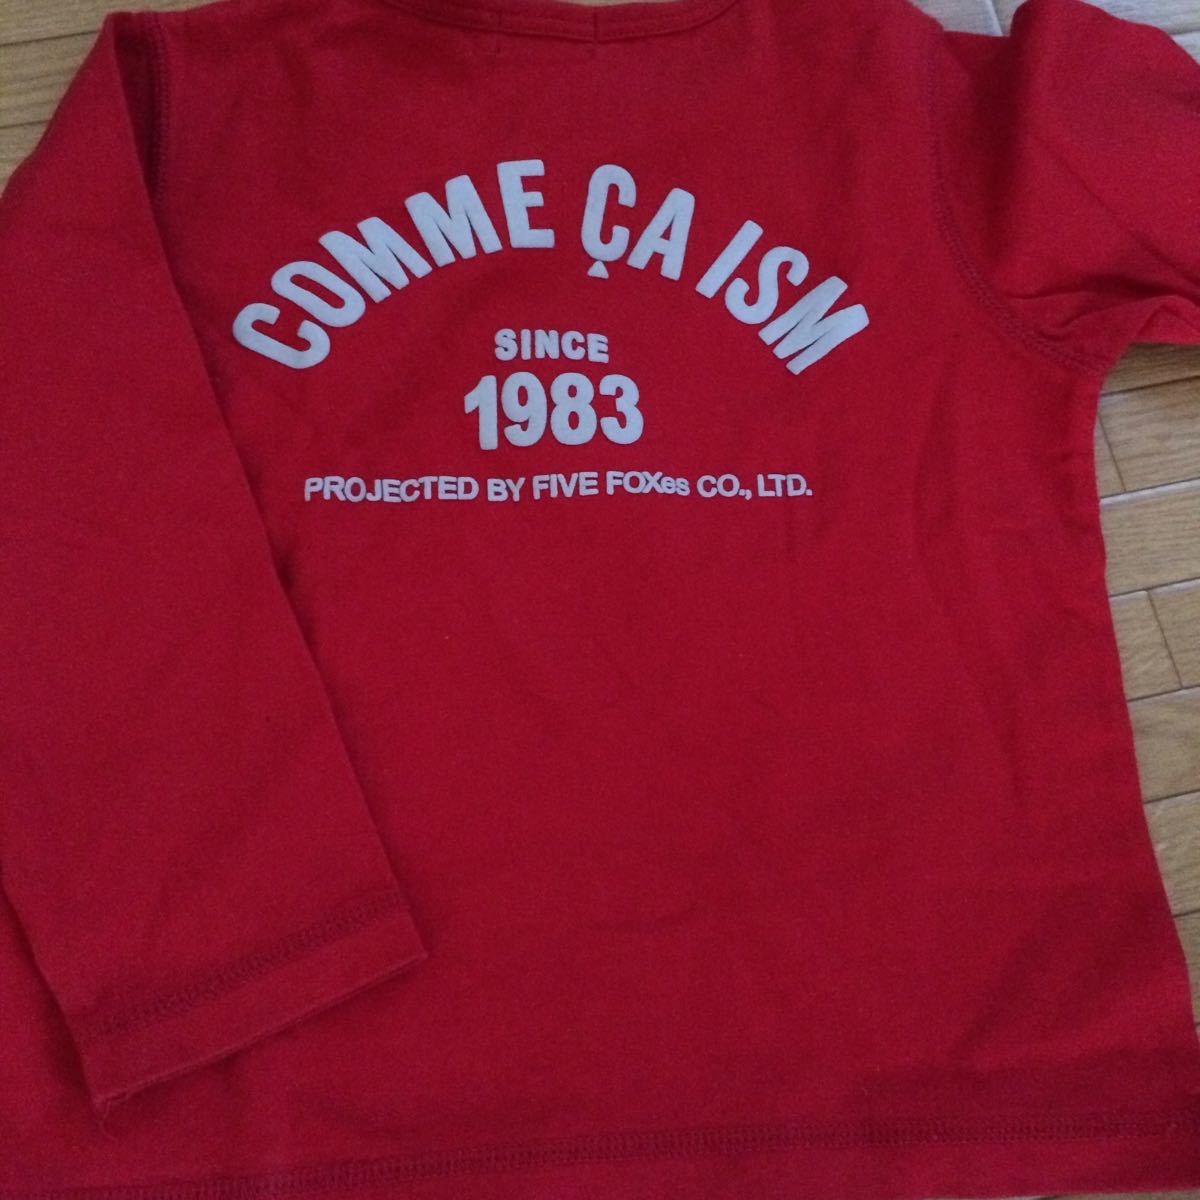 COMME ÇA ISM
SINCE
1983
PROJECTED BY FIVE FOXes CO., LTD.